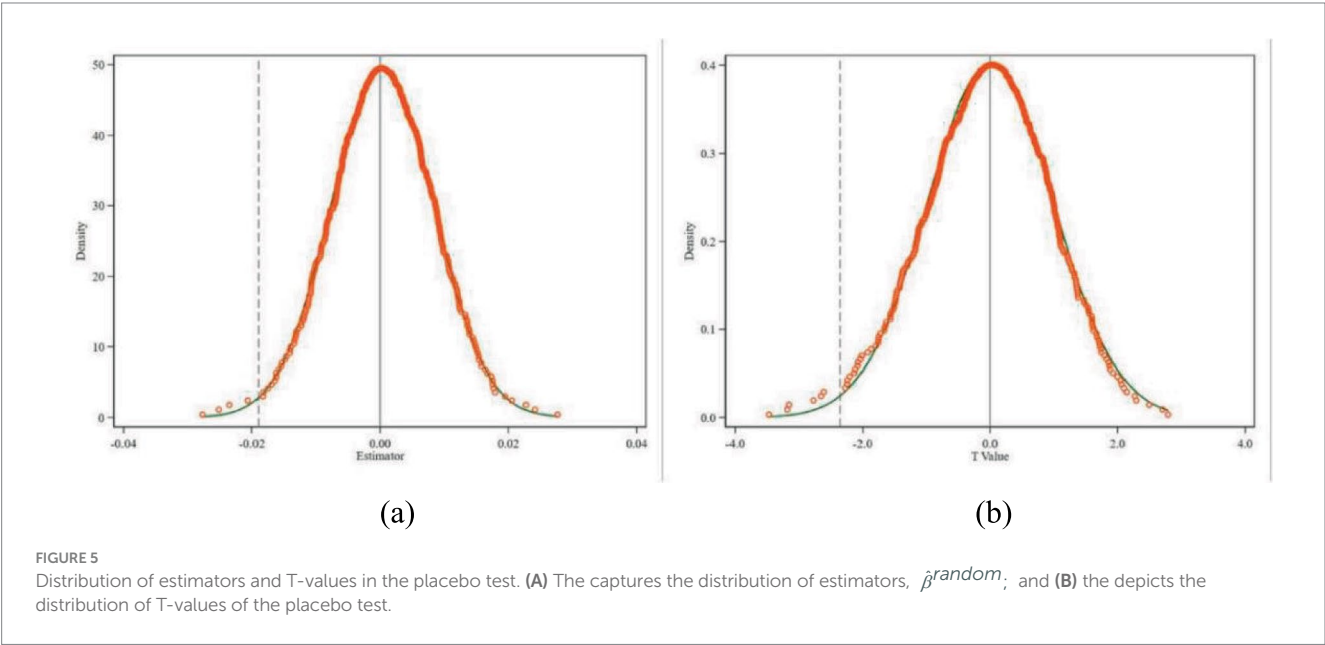 50
40
30
20
10
0
Density
-0.04
-0.02
0.00
0.02
0.04
Estimator
0.4
0.3
0.2
0.1
0.0
Density
-4.0
-2.0
0.0
2.0
4.0
T Value
(a)
(b)
FIGURE 5
Distribution of estimators and T-values in the placebo test. (A) The captures the distribution of estimators, β̂random; and (B) the depicts the
distribution of T-values of the placebo test.